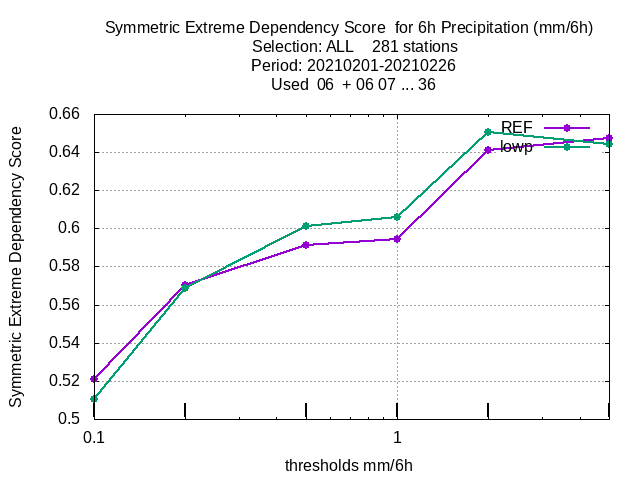 Symmetric Extreme Dependency Score  for 6h Precipitation (mm/6h)
Selection: ALL    281 stations
Period: 20210201-20210226
Used  06  + 06 07 ... 36
Symmetric Extreme Dependency Score
0.66
0.64
0.62
0.6
0.58
0.56
0.54
0.52
0.5
REF
lowp
0.1
1
thresholds mm/6h